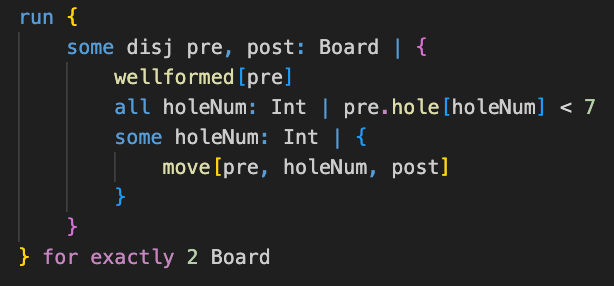 run {
    some disj pre, post: Board | {
        wellformed[pre]
        all holeNum: Int | pre.hole[holeNum] < 7
        some holeNum: Int | {
            move[pre, holeNum, post]
        }
    }
} for exactly 2 Board